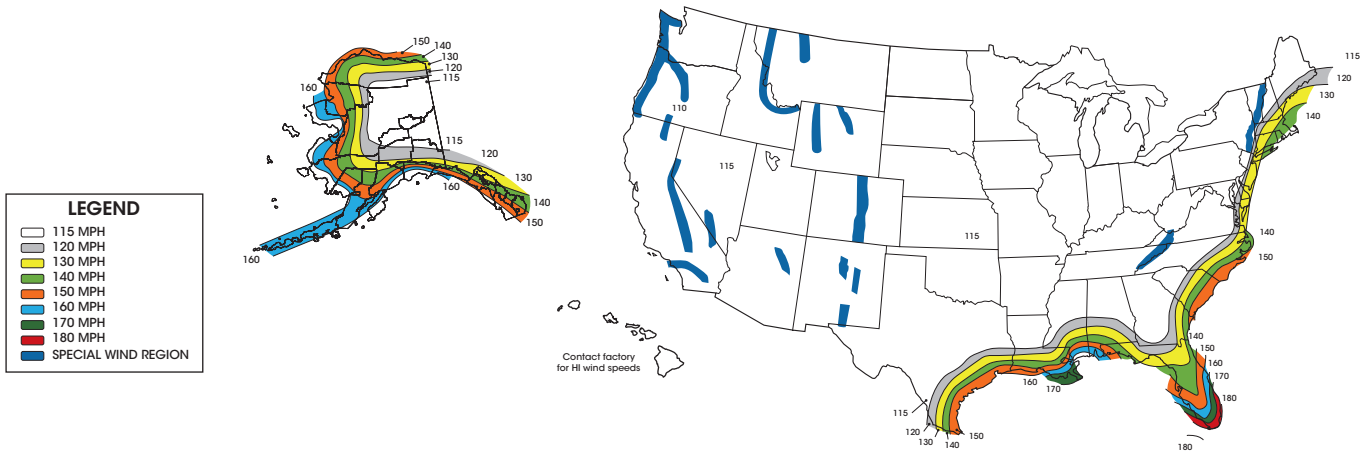 150
140
130
120
115
160
115
120
130
160
140
150
160
LEGEND
115 MPH
120 MPH
130 MPH
140 MPH
150 MPH
160 MPH
170 MPH
180 MPH
SPECIAL WIND REGION
110
115
115
115
120
130
140
140
150
140
150
160
170
180
180
160
170
115
120
130
140
150
Contact factory
for HI wind speeds